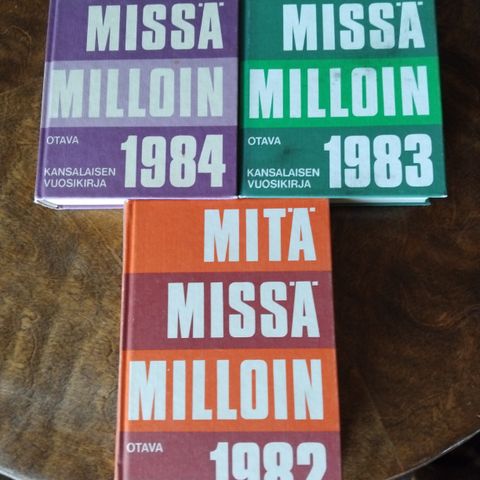 MISSÄ
MILLOIN
OTAVA
KANSALAISEN
VUOSIKIRJA
1984
MISSÄ
MILLOIN
OTAVA
KANSALAISEN
VUOSIKIRJA
1983
MITÄ
MISSÄ
MILLOIN
OTAVA
1982